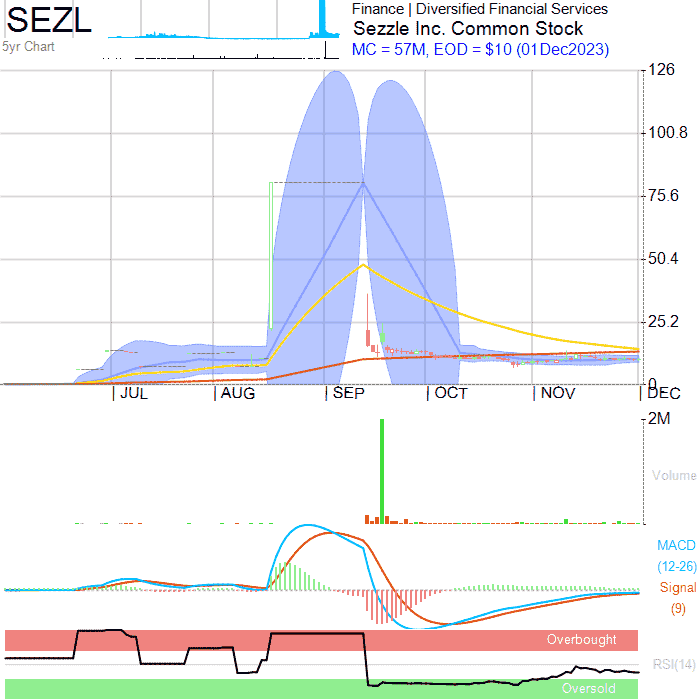 SEZL
5yr Chart
Finance | Diversified Financial Services
Sezzle Inc. Common Stock
MC = 57M, EOD = $10 (01Dec2023)
126
100.8
75.6
50.4
25.2
0
JUL
AUG
SEP
OCT
NOV
DEC
2M
Volume
MACD
(12-26)
Signal
(9)
Overbought
RSI(14)
Oversold